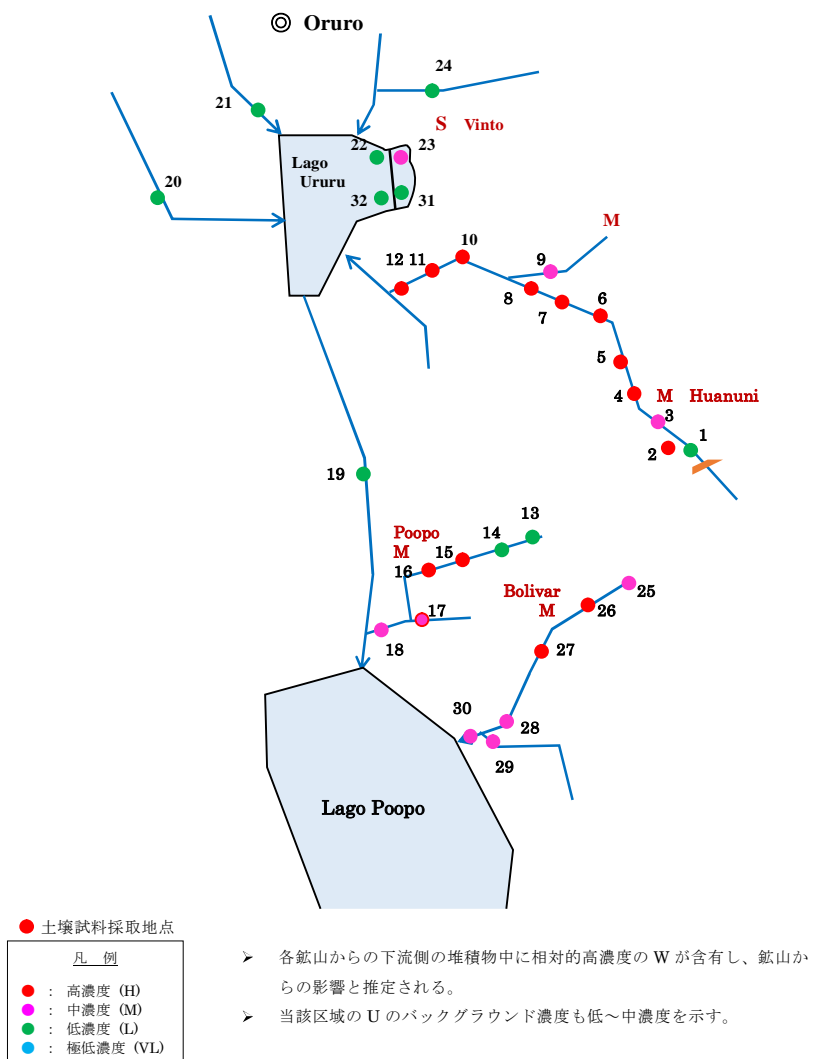 ◎ Oruro
24
21
S Vinto
22
23
Lago
Ururu
20
32
31
M
10
12
11
9
8
7
6
5
4
M Huanuni
3
1
2
19
13
Poopo
14
M
15
16
Bolivar
M
25
26
17
18
27
30
28
29
Lago Poopo
● 土壌試料採取地点
凡 例
● : 高濃度 (H)
● : 中濃度 (M)
● : 低濃度 (L)
● : 極低濃度 (VL)
➢ 各鉱山からの下流側の堆積物中に相対的高濃度の W が含有し、鉱山か
らの影響と推定される。
➢ 当該区域の U のバックグラウンド濃度も低～中濃度を示す。